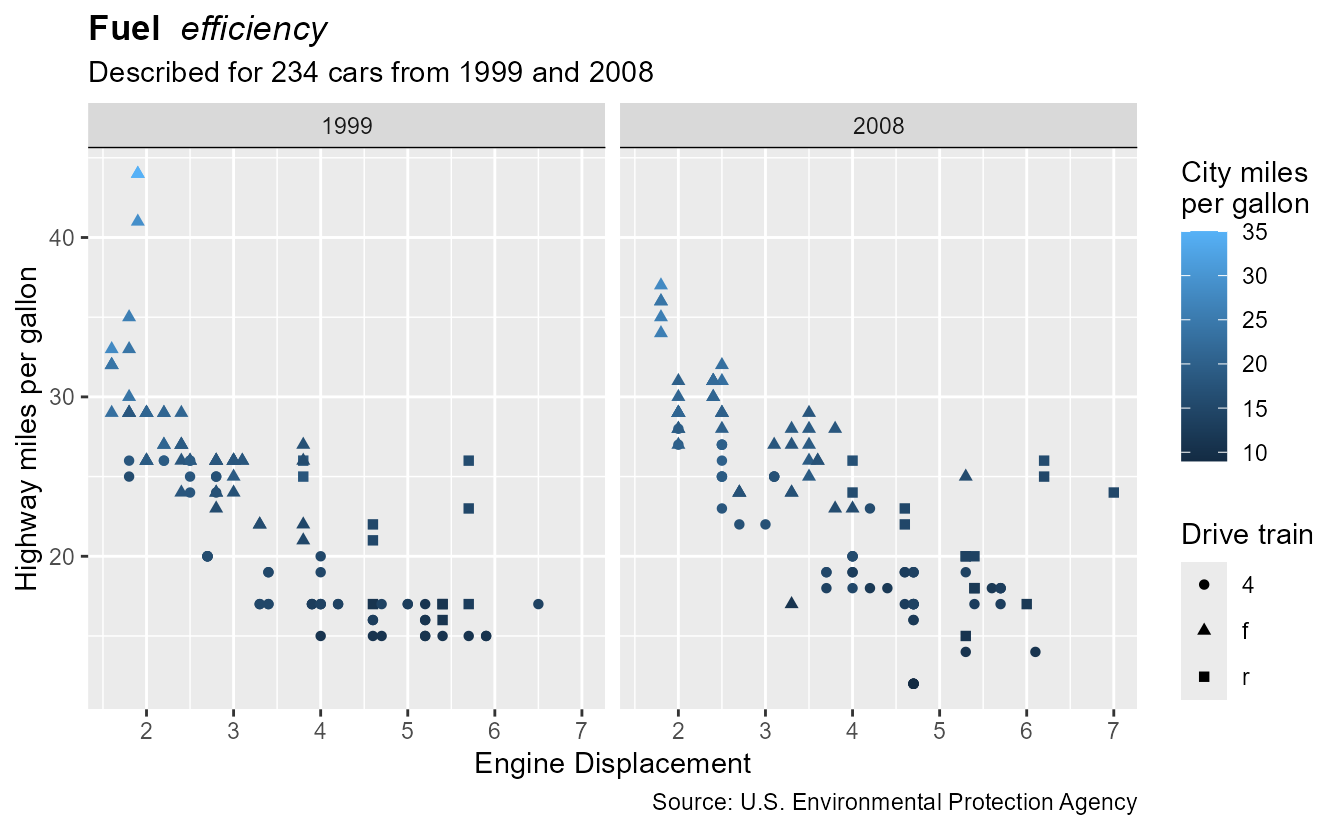 Fuel efficiency
Described for 234 cars from 1999 and 2008
1999
2008
Highway miles per gallon
40
30
20
2 3 4 5 6 7
2 3 4 5 6 7
Engine Displacement
Source: U.S. Environmental Protection Agency
City miles
per gallon
35
30
25
20
15
10
Drive train
4
f
r